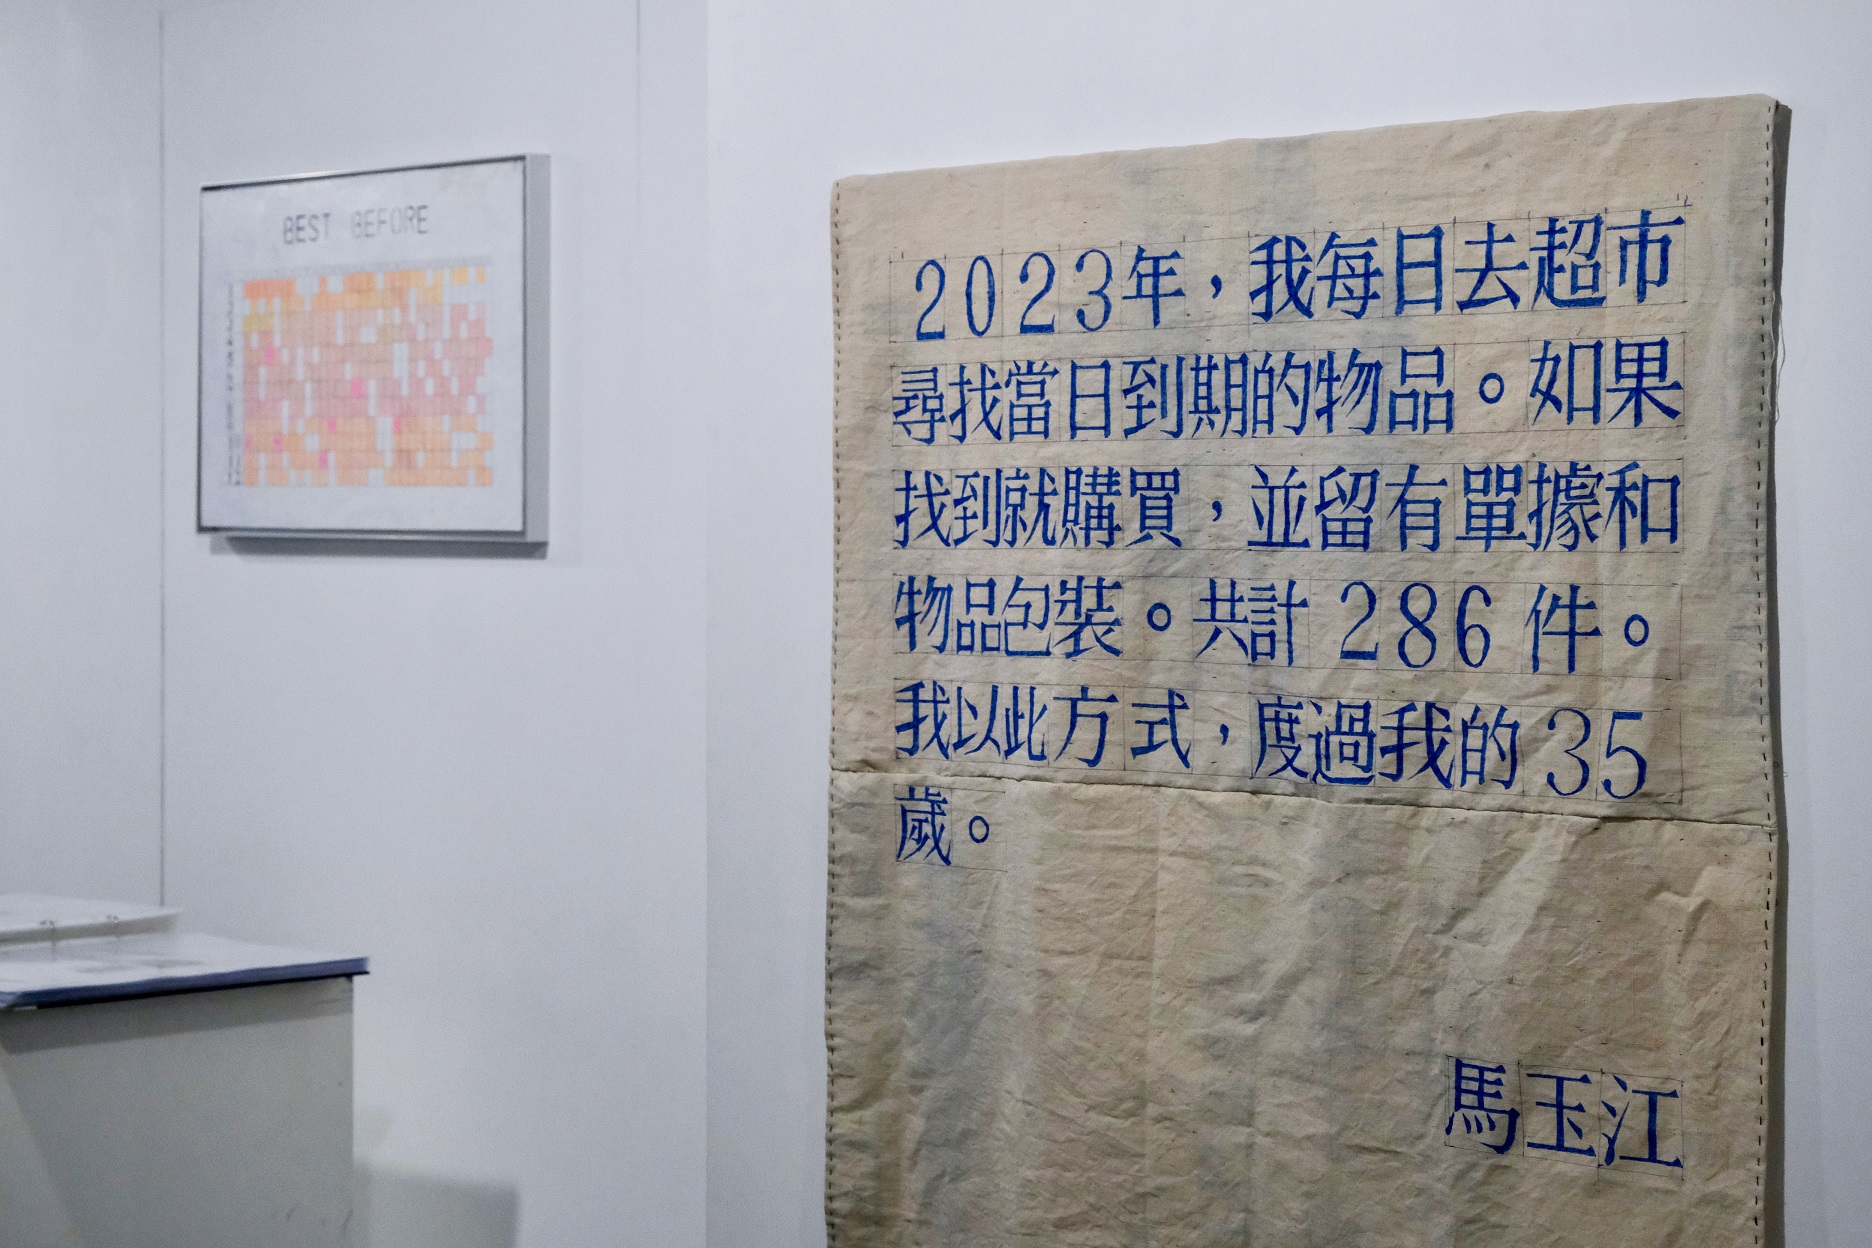 BEST BEFORE
2023年，我每日去超市
尋找當日到期的物品。如果
找到就購買，並留有單據和
物品包裝。共計 286 件。
我以此方式，度過我的 35
歲。
馬玉江